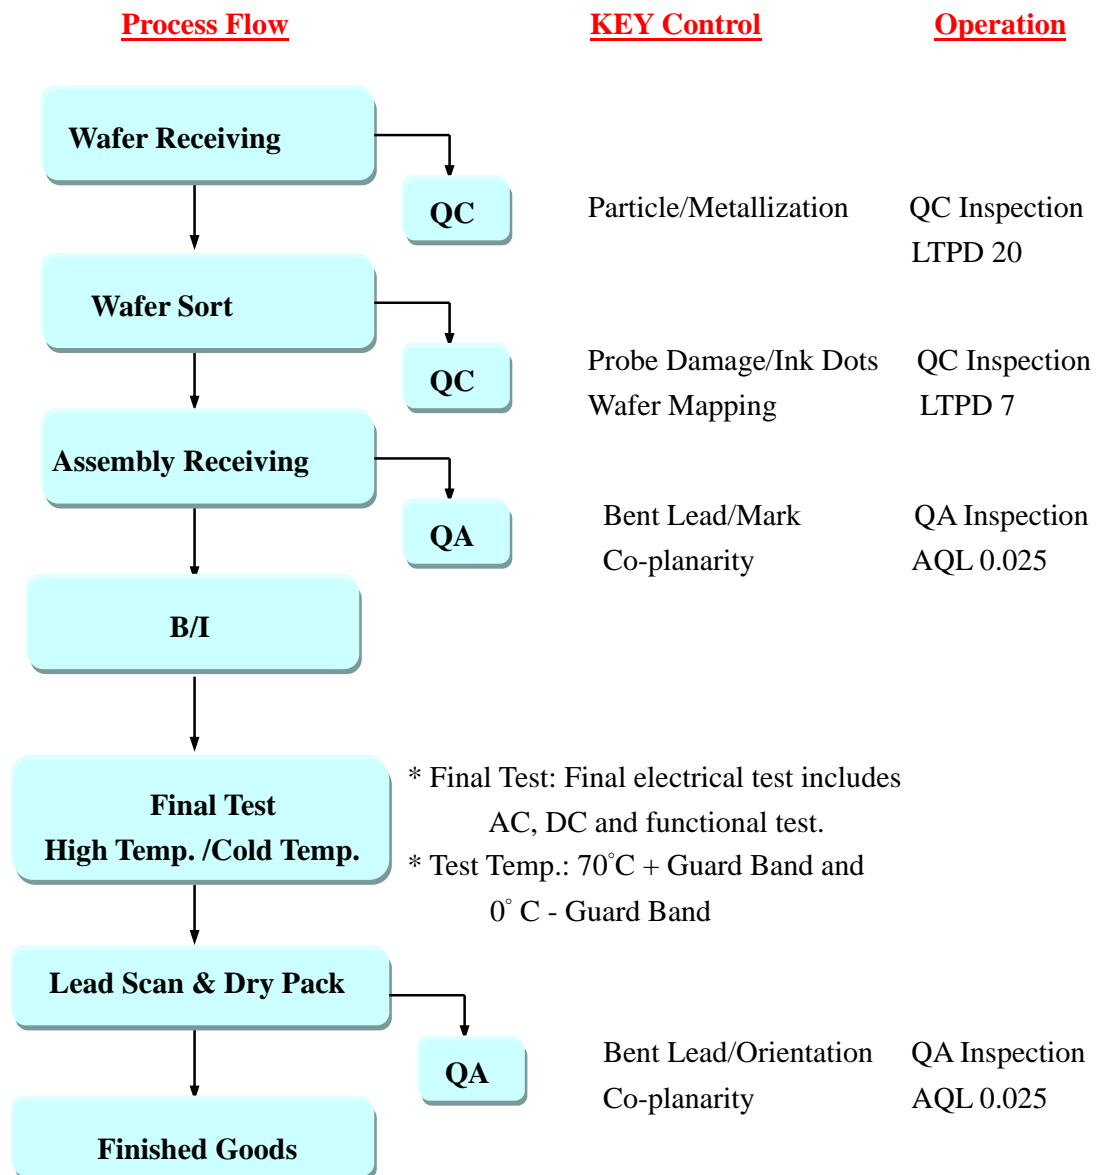 Process Flow
KEY Control
Operation
Wafer Receiving
QC
Particle/Metallization
QC Inspection
LTPD 20
Wafer Sort
QC
Probe Damage/Ink Dots
QC Inspection
Wafer Mapping
LTPD 7
Assembly Receiving
QA
Bent Lead/Mark
QA Inspection
Co-planarity
AQL 0.025
B/I
Final Test
High Temp. /Cold Temp.
* Final Test: Final electrical test includes
AC, DC and functional test.
* Test Temp.: 70°C + Guard Band and
0° C - Guard Band
Lead Scan & Dry Pack
QA
Bent Lead/Orientation
QA Inspection
Co-planarity
AQL 0.025
Finished Goods